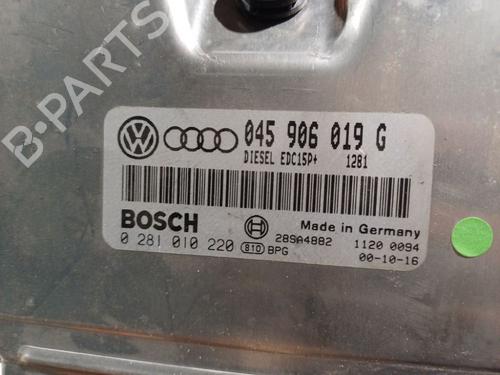 B-PARTS
045 906 019 G
DIESEL EDC15P+ 1281
BOSCH
Made in Germany
0 281 010 220 810 BPG 28SA4882 1120 0094
00-10-16